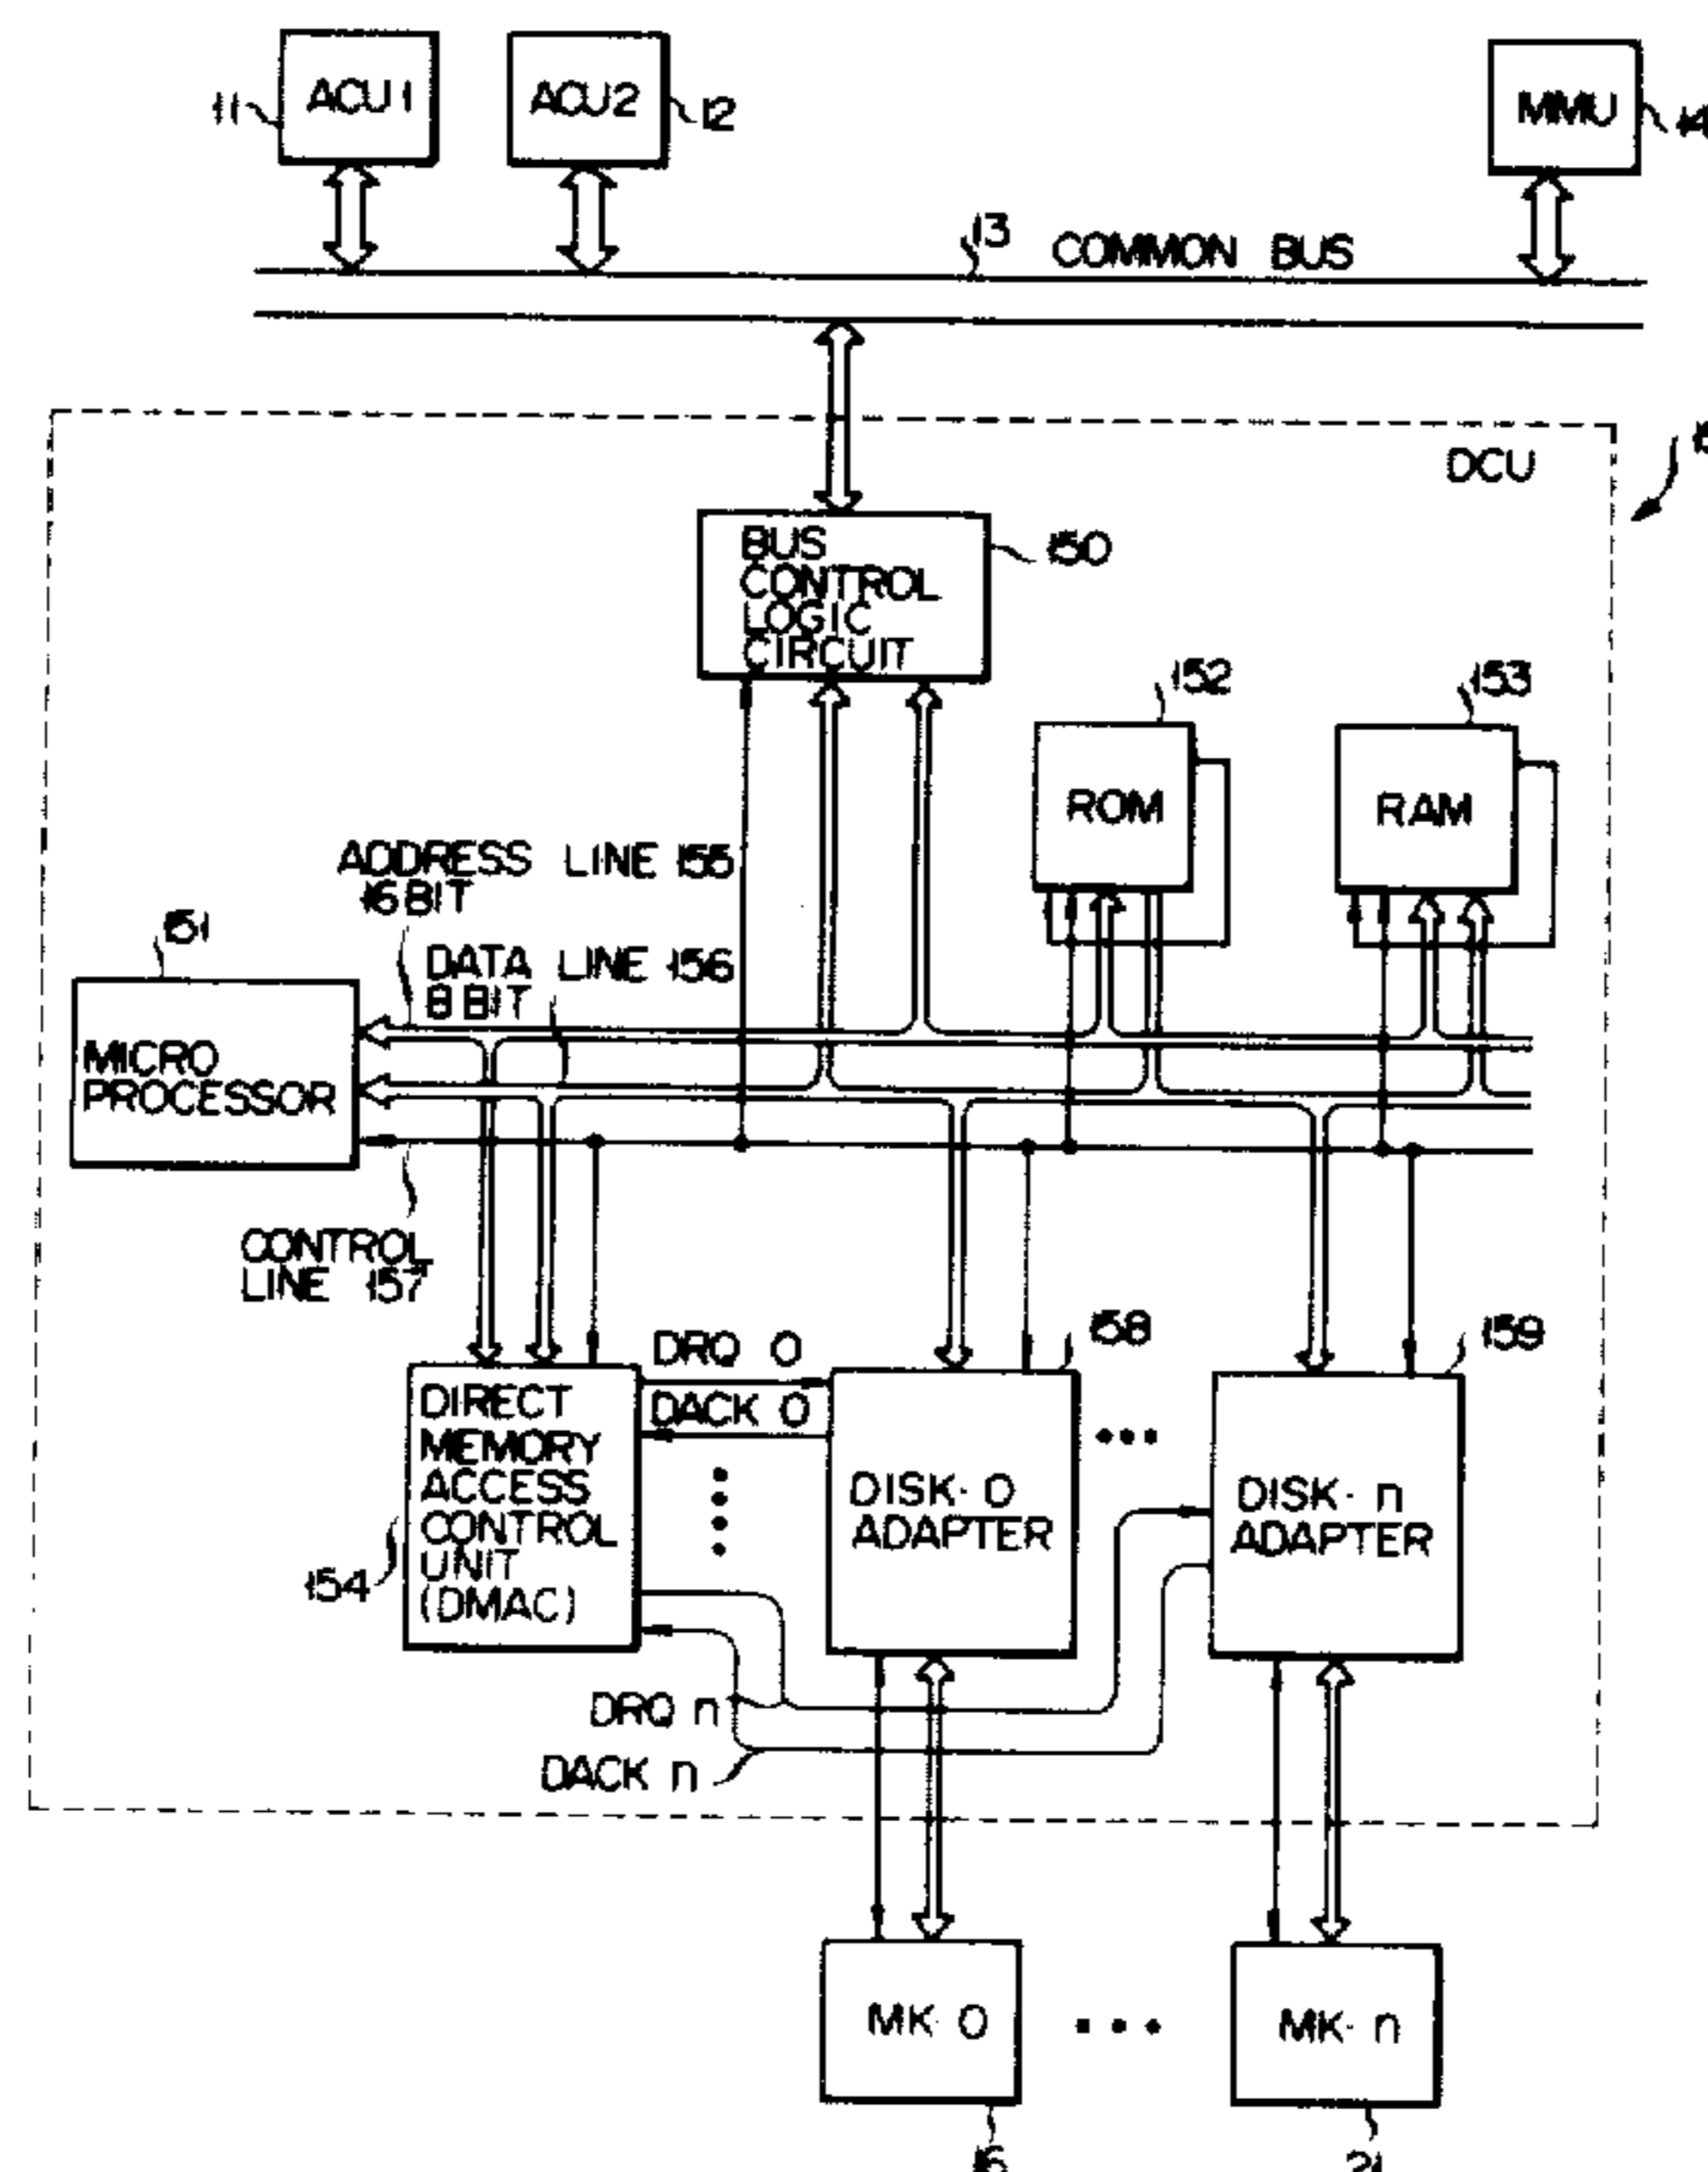 ACU1
ACU2
MMU
11
12
14
13
COMMON BUS
DCU
BUS
CONTROL
LOGIC
CIRCUIT
150
152
153
ROM
RAM
ADDRESS LINE 155
16 BIT
151
DATA LINE 156
8 BIT
MICRO
PROCESSOR
CONTROL
LINE 157
DRQ 0
158
159
DIRECT
MEMORY
ACCESS
CONTROL
UNIT
(DMAC)
DACK 0
DISK-0
ADAPTER
DISK-n
ADAPTER
154
DRQ n
DACK n
MK 0
MK-n
16
21